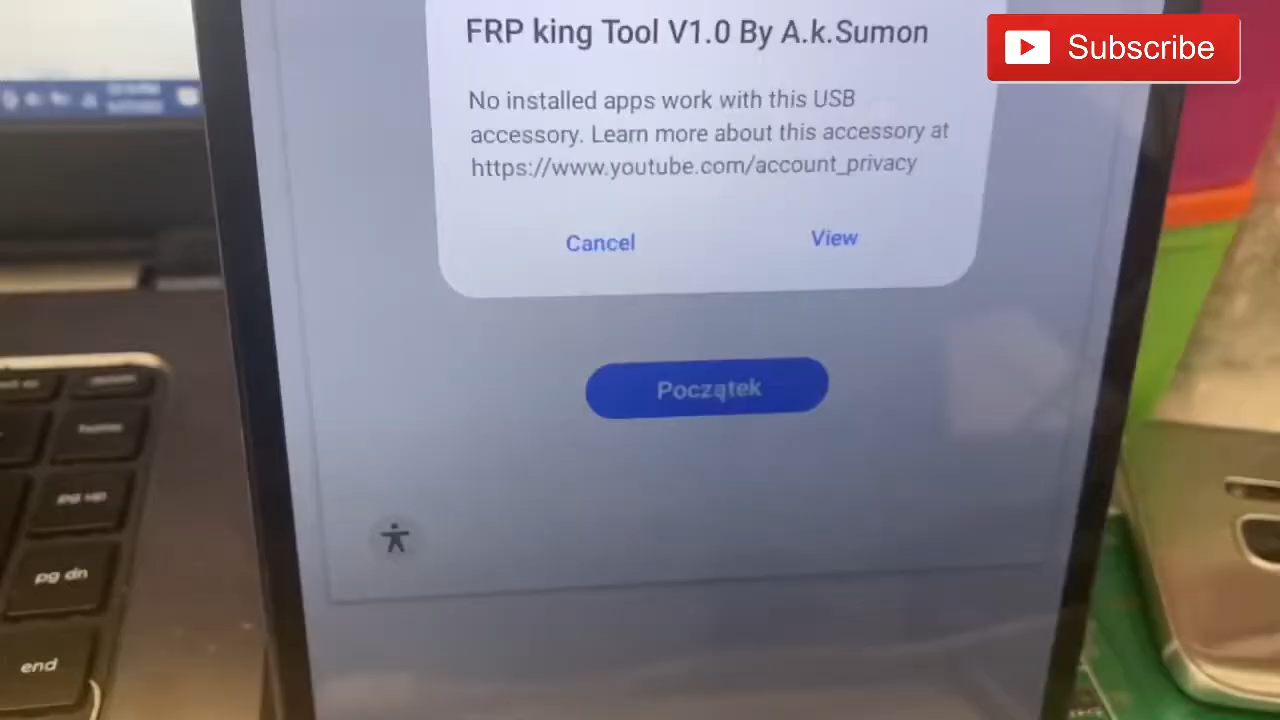 Subscribe
FRP king Tool V1.0 By A.k.Sumon
No installed apps work with this USB
accessory. Learn more about this accessory at
https://www.youtube.com/account_privacy
Cancel
View
Początek
home
pg up
pg dn
end